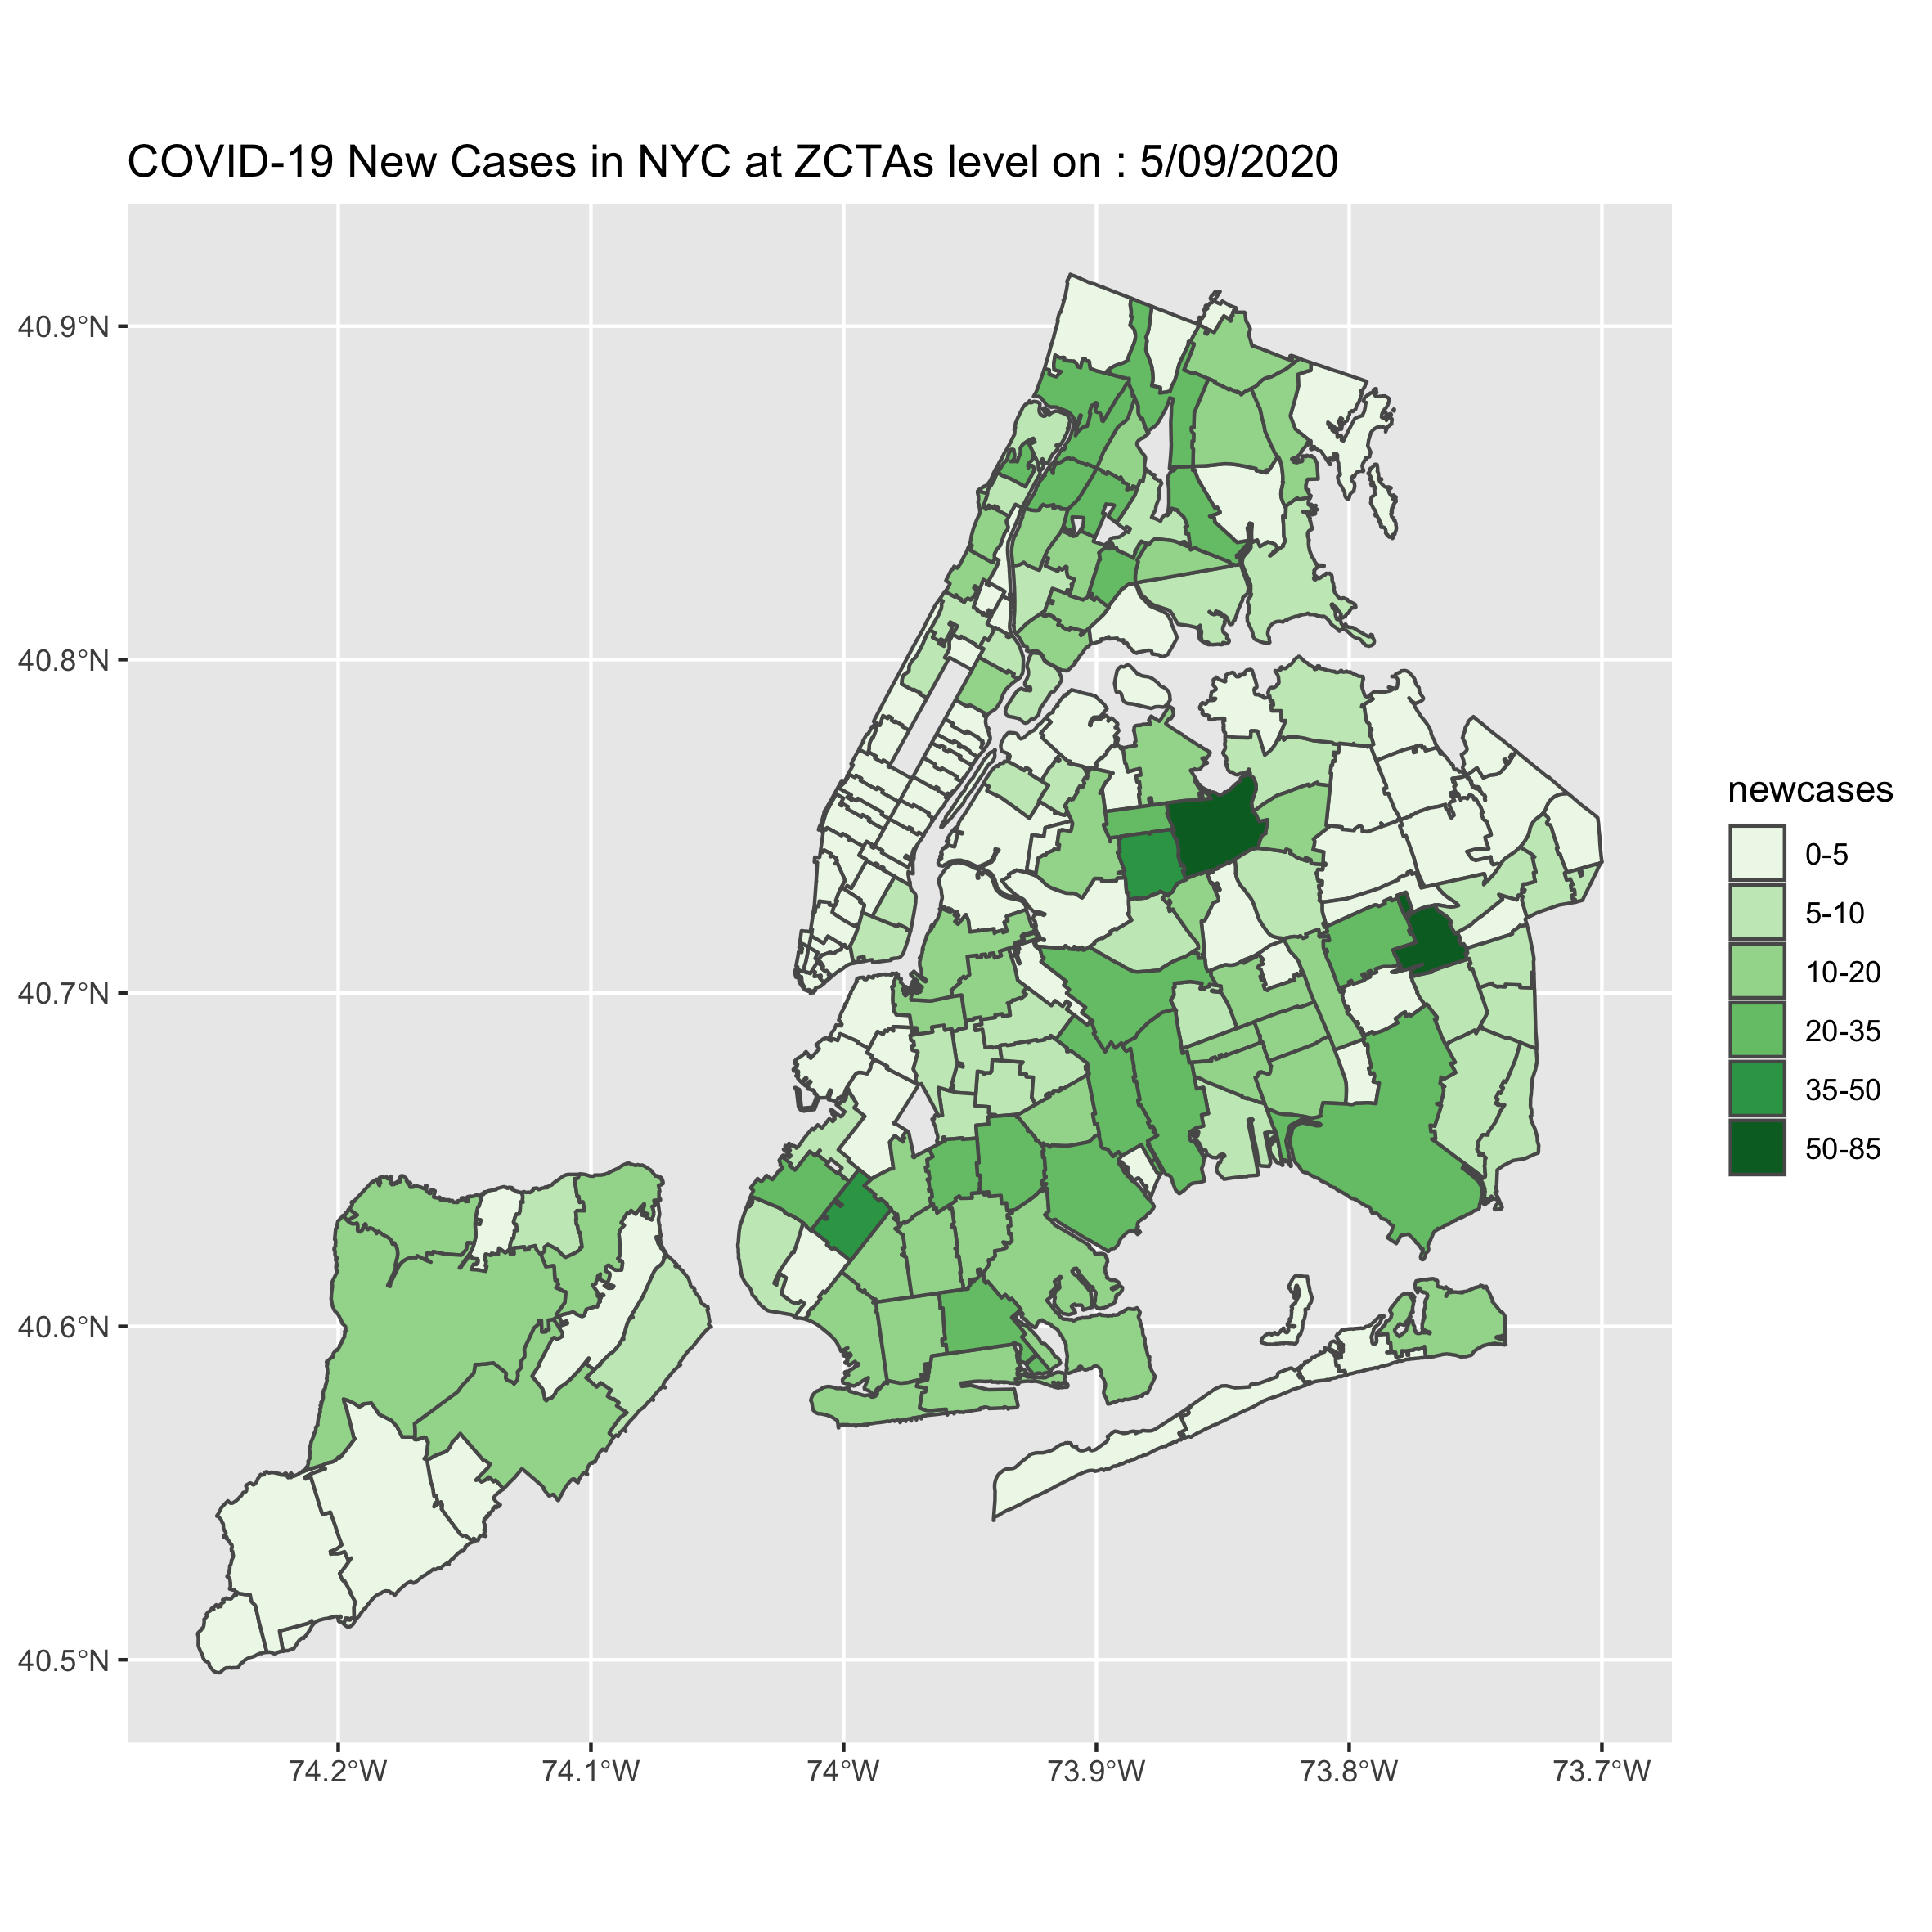 COVID-19 New Cases in NYC at ZCTAs level on : 5/09/2020
40.9°N
40.8°N
40.7°N
40.6°N
40.5°N
74.2°W
74.1°W
74°W
73.9°W
73.8°W
73.7°W
newcases
0-5
5-10
10-20
20-35
35-50
50-85